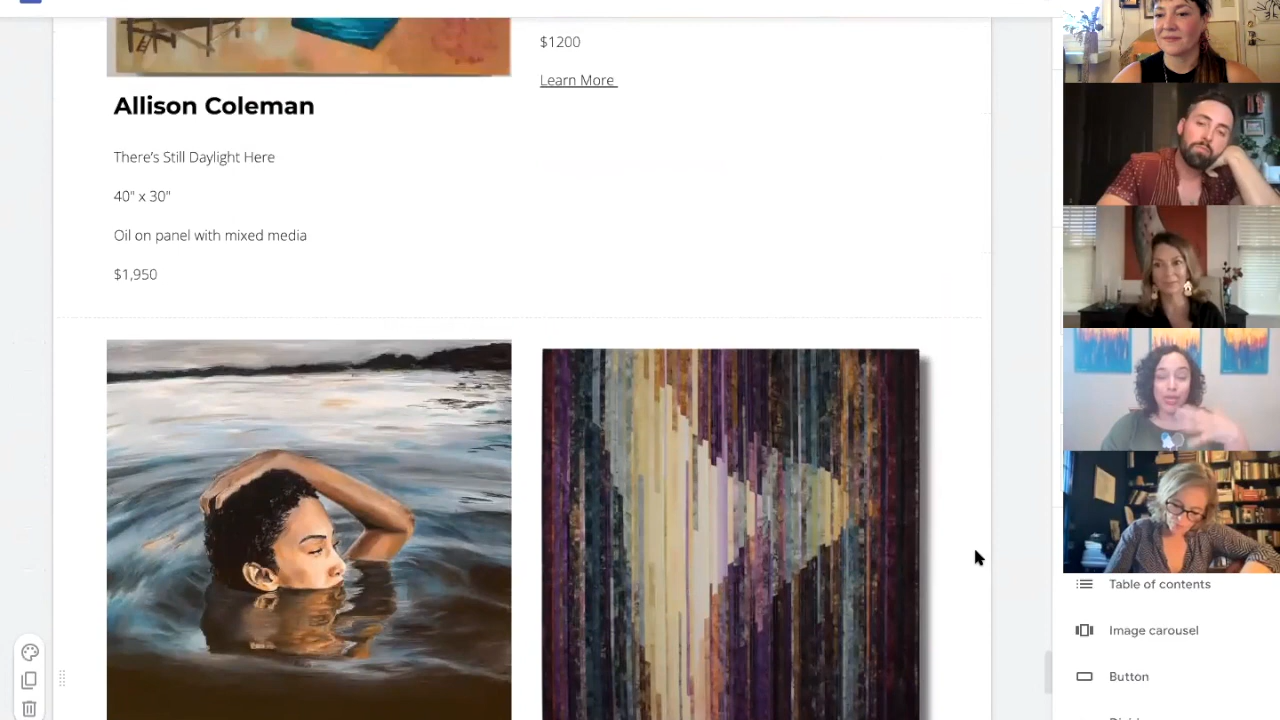 $1200
Learn More
Allison Coleman
There's Still Daylight Here
40" x 30"
Oil on panel with mixed media
$1,950
Table of contents
Image carousel
Button